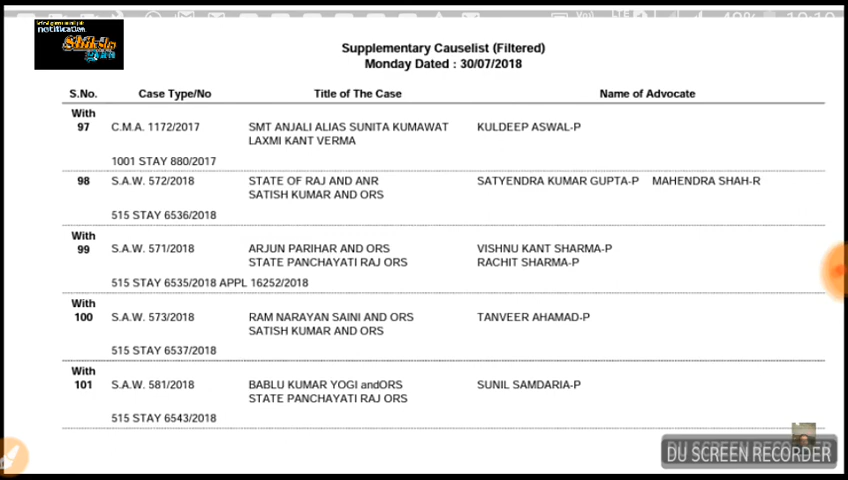 notification
Supplementary Causelist (Filtered)
Monday Dated : 30/07/2018
S.No. Case Type/No Title of The Case Name of Advocate
With
97 C.M.A. 1172/2017 SMT ANJALI ALIAS SUNITA KUMAWAT KULDEEP ASWAL-P
LAXMI KANT VERMA
1001 STAY 880/2017
98 S.A.W. 572/2018 STATE OF RAJ AND ANR SATYENDRA KUMAR GUPTA-P MAHENDRA SHAH-R
SATISH KUMAR AND ORS
515 STAY 6536/2018
With
99 S.A.W. 571/2018 ARJUN PARIHAR AND ORS VISHNU KANT SHARMA-P
STATE PANCHAYATI RAJ ORS RACHIT SHARMA-P
515 STAY 6535/2018 APPL 16252/2018
With
100 S.A.W. 573/2018 RAM NARAYAN SAINI AND ORS TANVEER AHAMAD-P
SATISH KUMAR AND ORS
515 STAY 6537/2018
With
101 S.A.W. 581/2018 BABLU KUMAR YOGI andORS SUNIL SAMDARIA-P
STATE PANCHAYATI RAJ ORS
515 STAY 6543/2018
DU SCREEN RECORDER